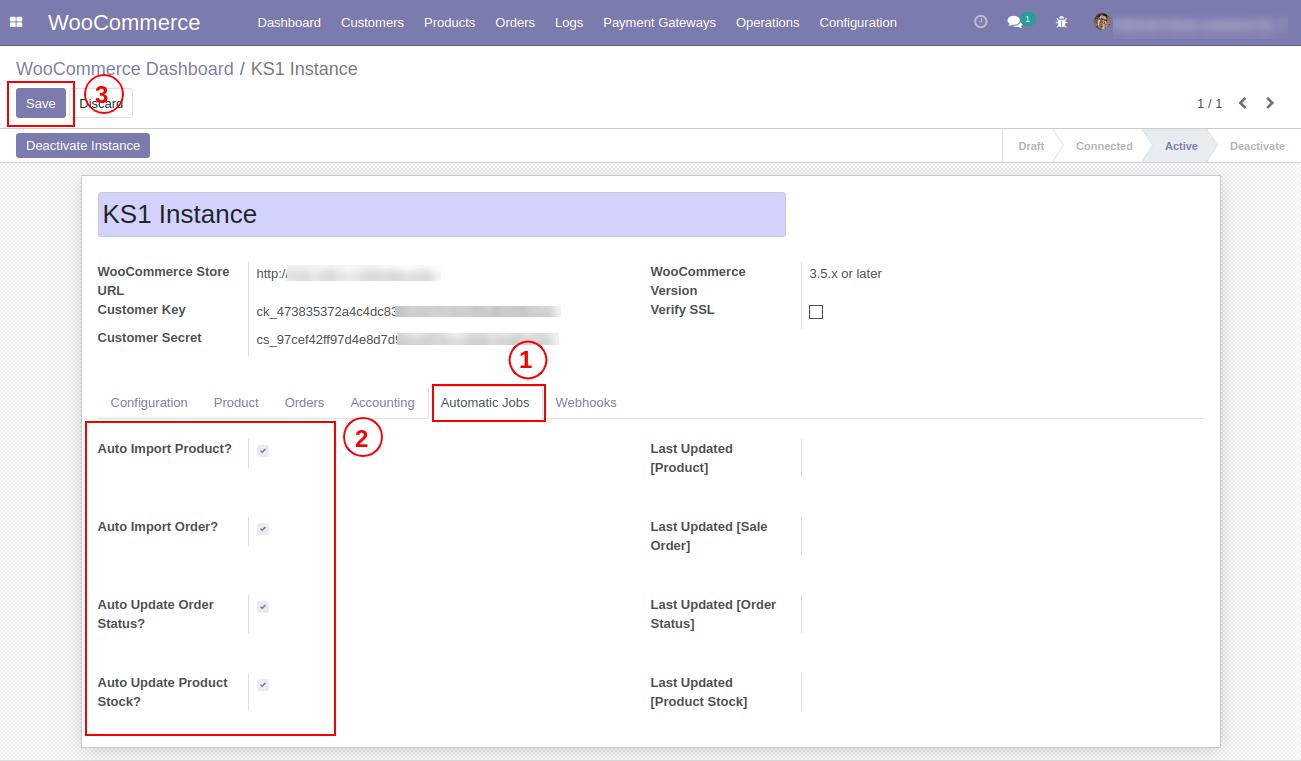 WooCommerce Dashboard Customers Products Orders Logs Payment Gateways Operations Configuration 1
WooCommerce Dashboard / KS1 Instance
Save 3 Discard 1 / 1
Deactivate Instance Draft Connected Active Deactivate
KS1 Instance
WooCommerce Store URL
http:/
WooCommerce Version
3.5.x or later
Customer Key ck_473835372a4c4dc83
Verify SSL
Customer Secret cs_97cef42ff97d4e8d7d
1
Configuration Product Orders Accounting Automatic Jobs Webhooks
2
Auto Import Product?
Last Updated
[Product]
Auto Import Order?
Last Updated [Sale
Order]
Auto Update Order
Status?
Last Updated [Order
Status]
Auto Update Product
Stock?
Last Updated
[Product Stock]